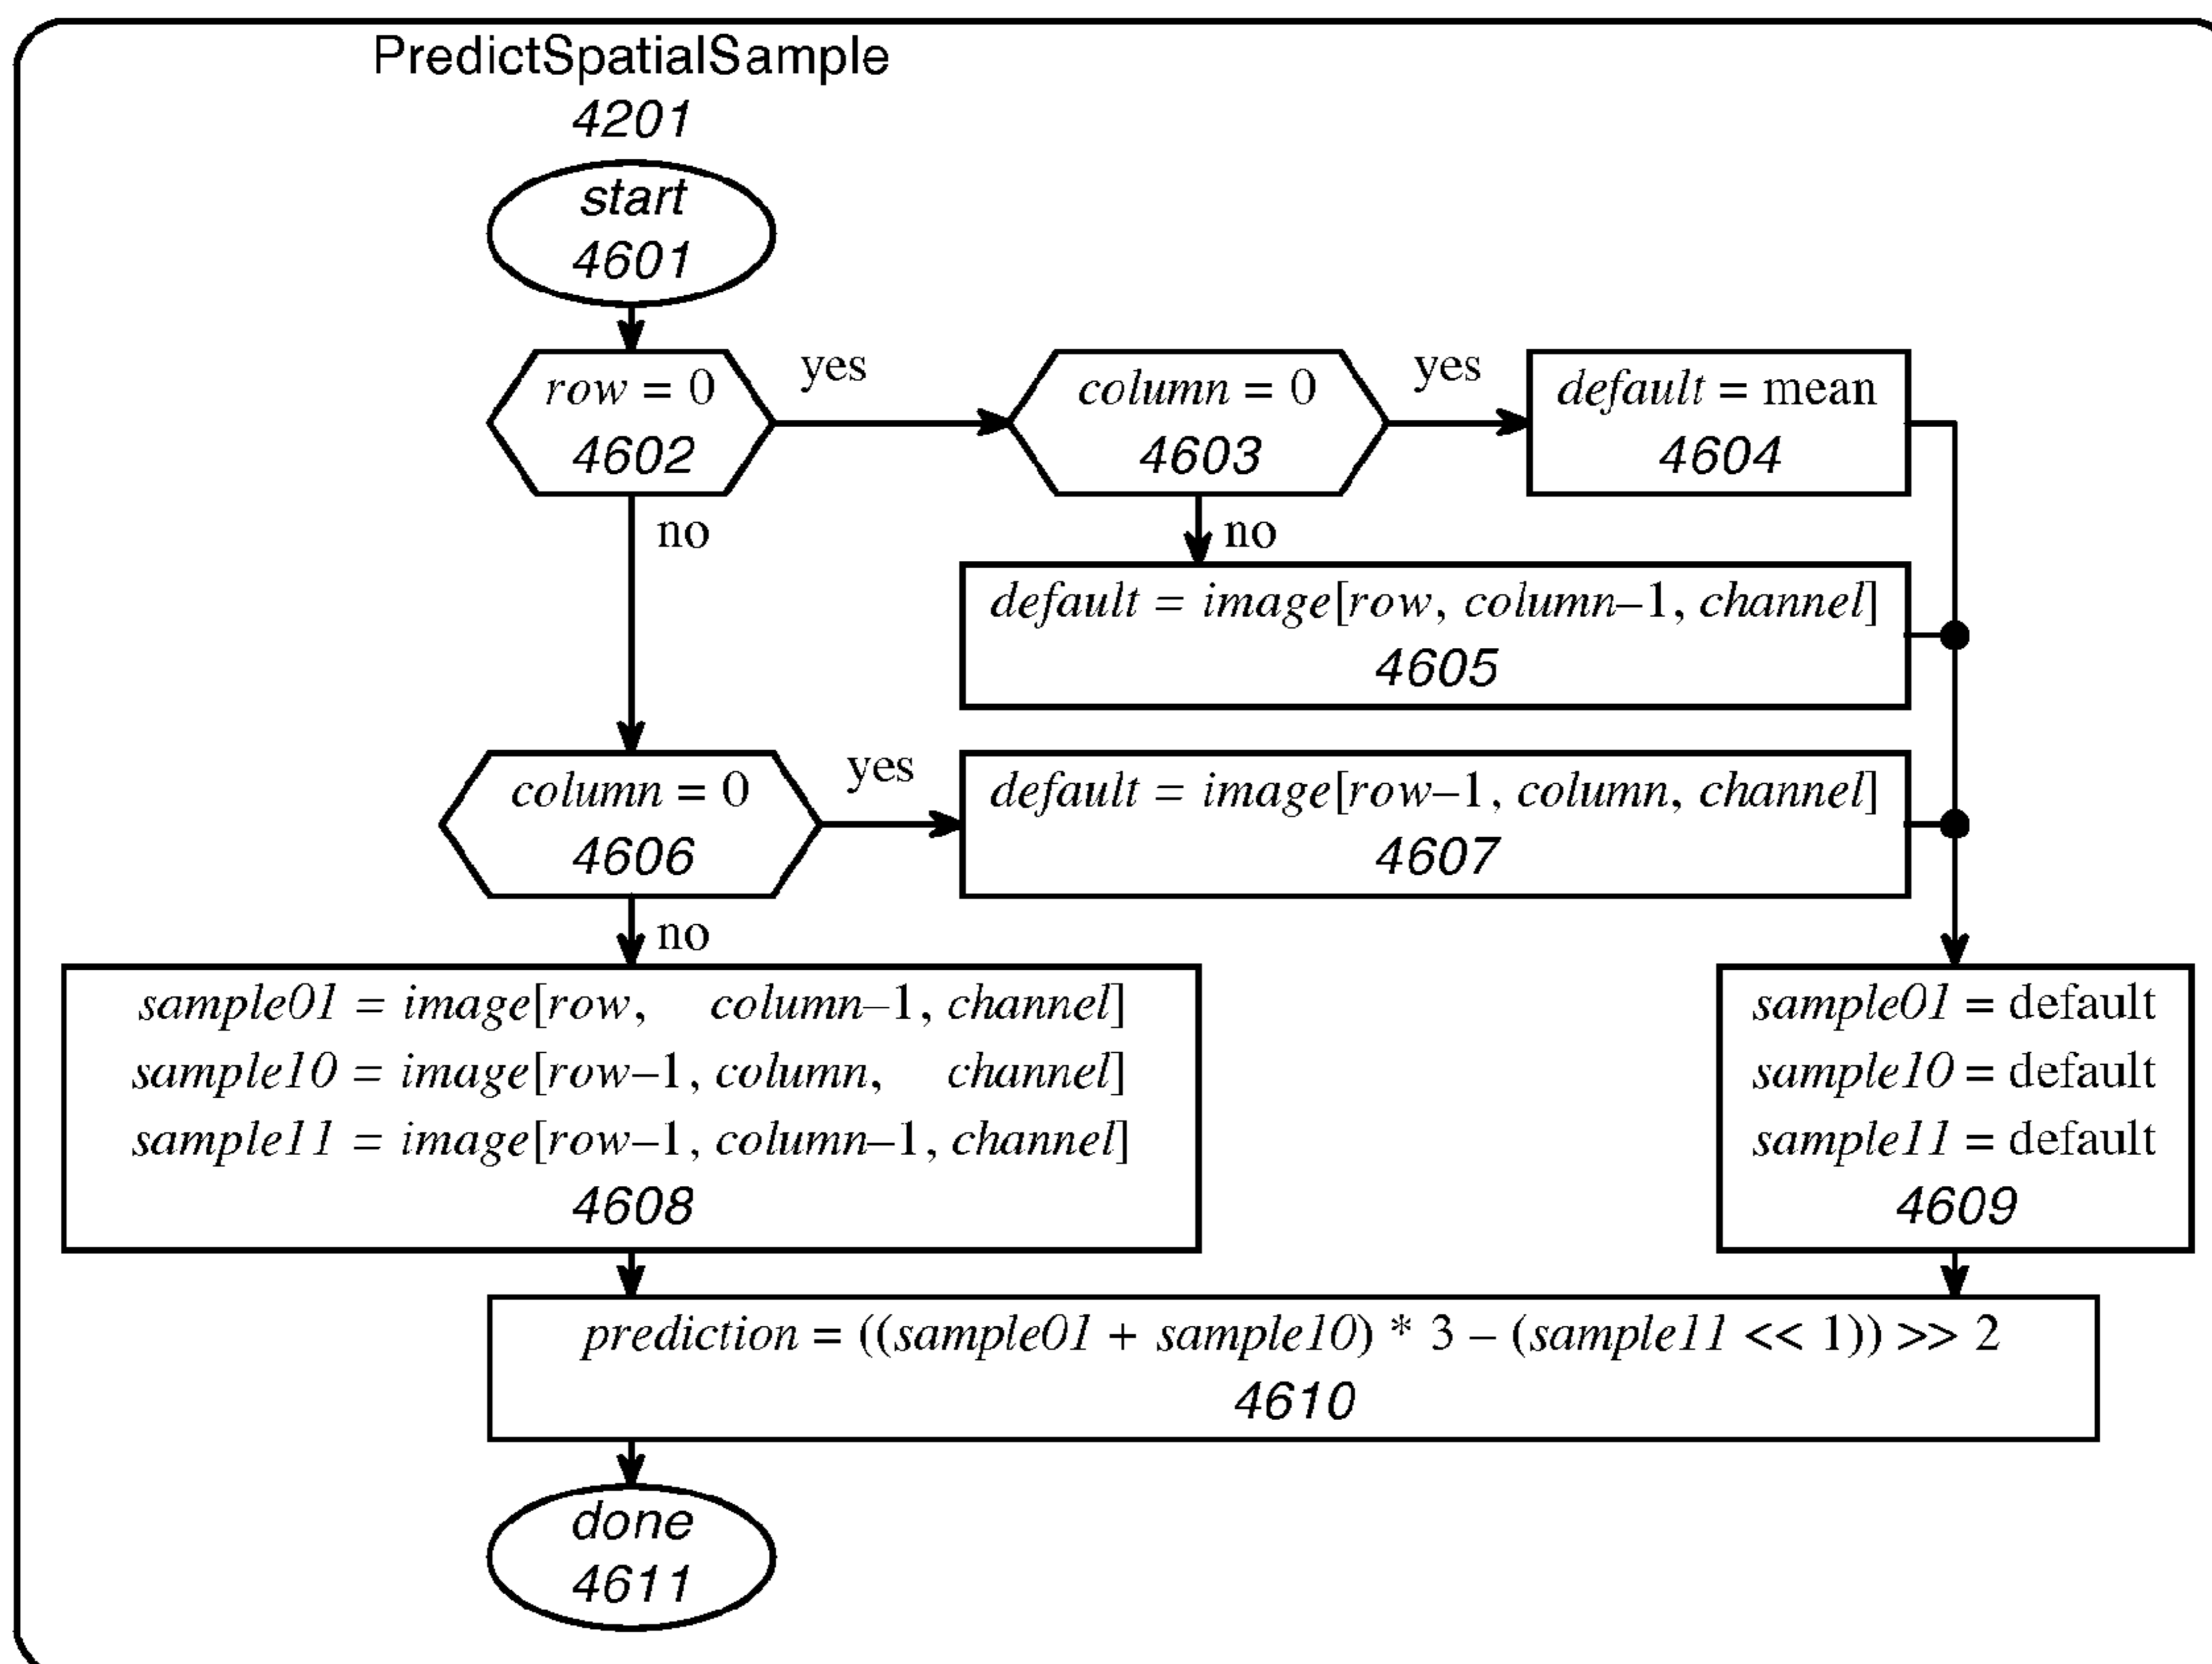 PredictSpatialSample
4201
start
4601
row = 0
4602
yes
column = 0
4603
yes
default = mean
4604
no
no
default = image[row, column–1, channel]
4605
column = 0
4606
yes
default = image[row–1, column, channel]
4607
no
sample01 = image[row, column–1, channel]
sample10 = image[row–1, column, channel]
sample11 = image[row–1, column–1, channel]
4608
sample01 = default
sample10 = default
sample11 = default
4609
prediction = ((sample01 + sample10) * 3 – (sample11 << 1)) >> 2
4610
done
4611